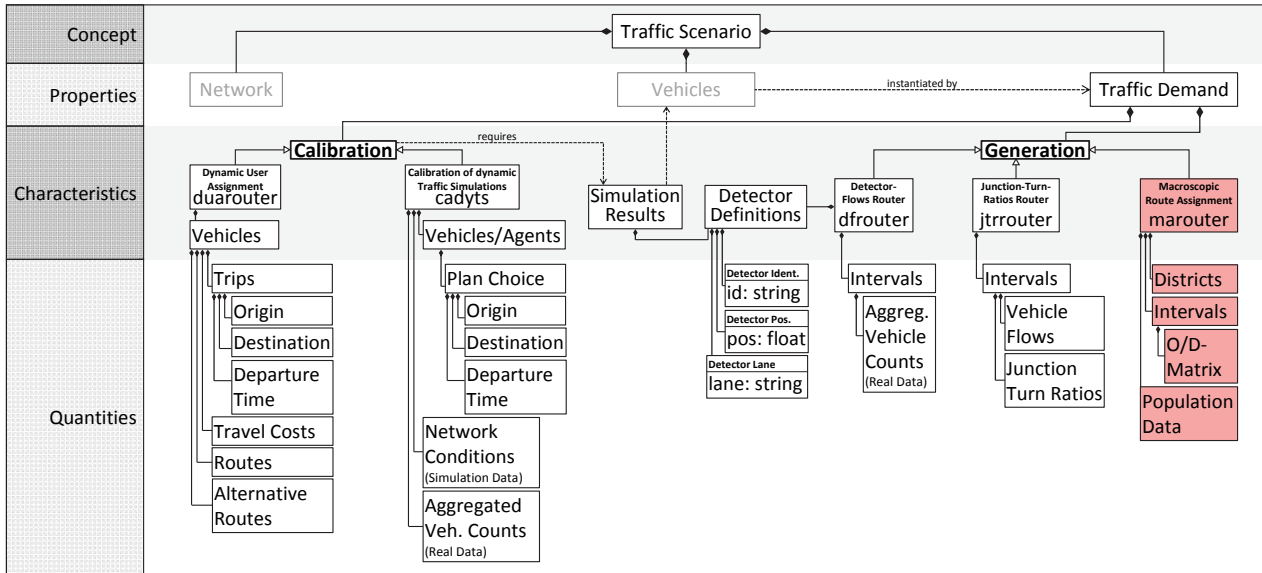 Concept
Traffic Scenario
Properties
Network
Vehicles
instantiated by
Traffic Demand
Characteristics
Calibration
requires
Generation
Dynamic User
Assignment
duarouter
Calibration of dynamic
Traffic Simulations
cadyts
Simulation
Results
Detector
Definitions
Detector-
Flows Router
dfrouter
Junction-Turn-
Ratios Router
jtrrouter
Macroscopic
Route Assignment
marouter
Vehicles
Vehicles/Agents
Quantities
Trips
Origin
Destination
Departure
Time
Travel Costs
Routes
Alternative
Routes
Plan Choice
Origin
Destination
Departure
Time
Network
Conditions
(Simulation Data)
Aggregated
Veh. Counts
(Real Data)
Detector Ident.
id: string
Detector Pos.
pos: float
Detector Lane
lane: string
Intervals
Aggreg.
Vehicle
Counts
(Real Data)
Intervals
Vehicle
Flows
Junction
Turn Ratios
Districts
Intervals
O/D-
Matrix
Population
Data